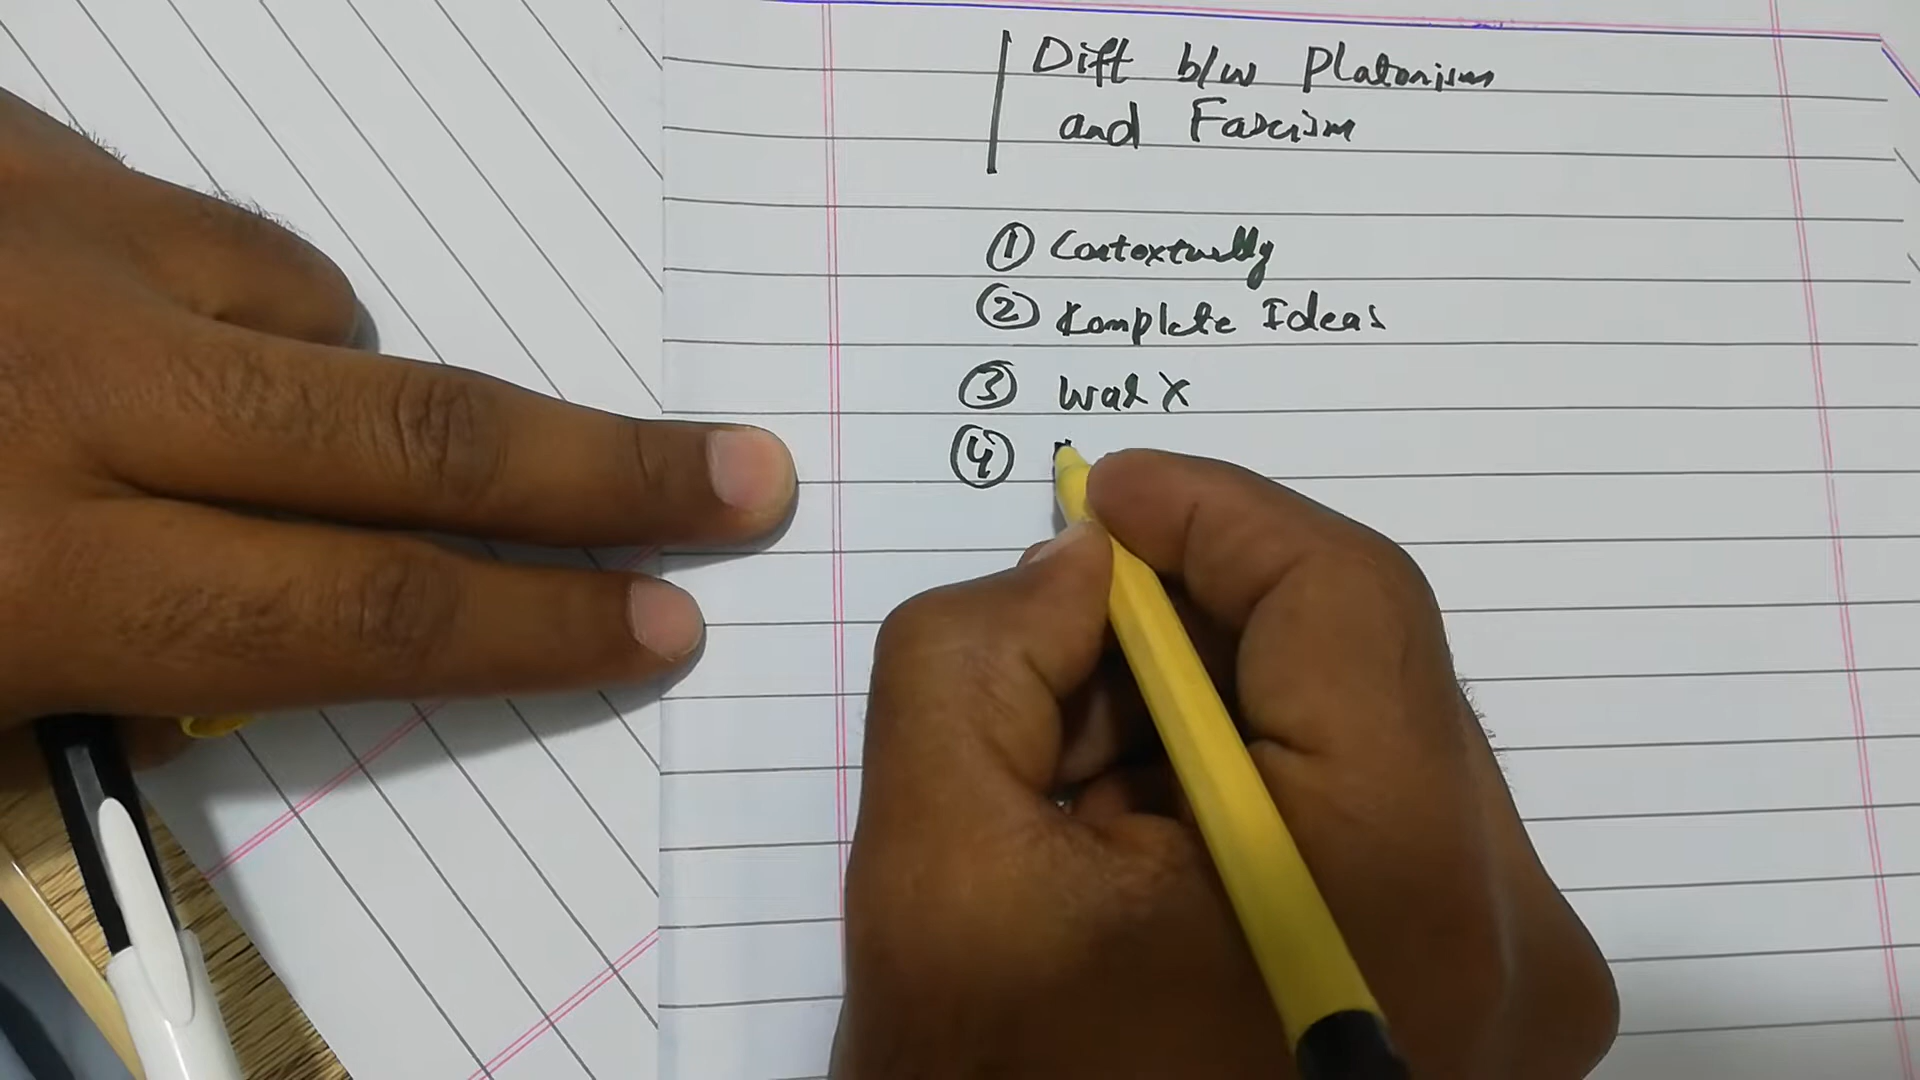 Diff b/w Platonism
and Fascism
① Contextually
② Komplete Ideas
③ War X
④